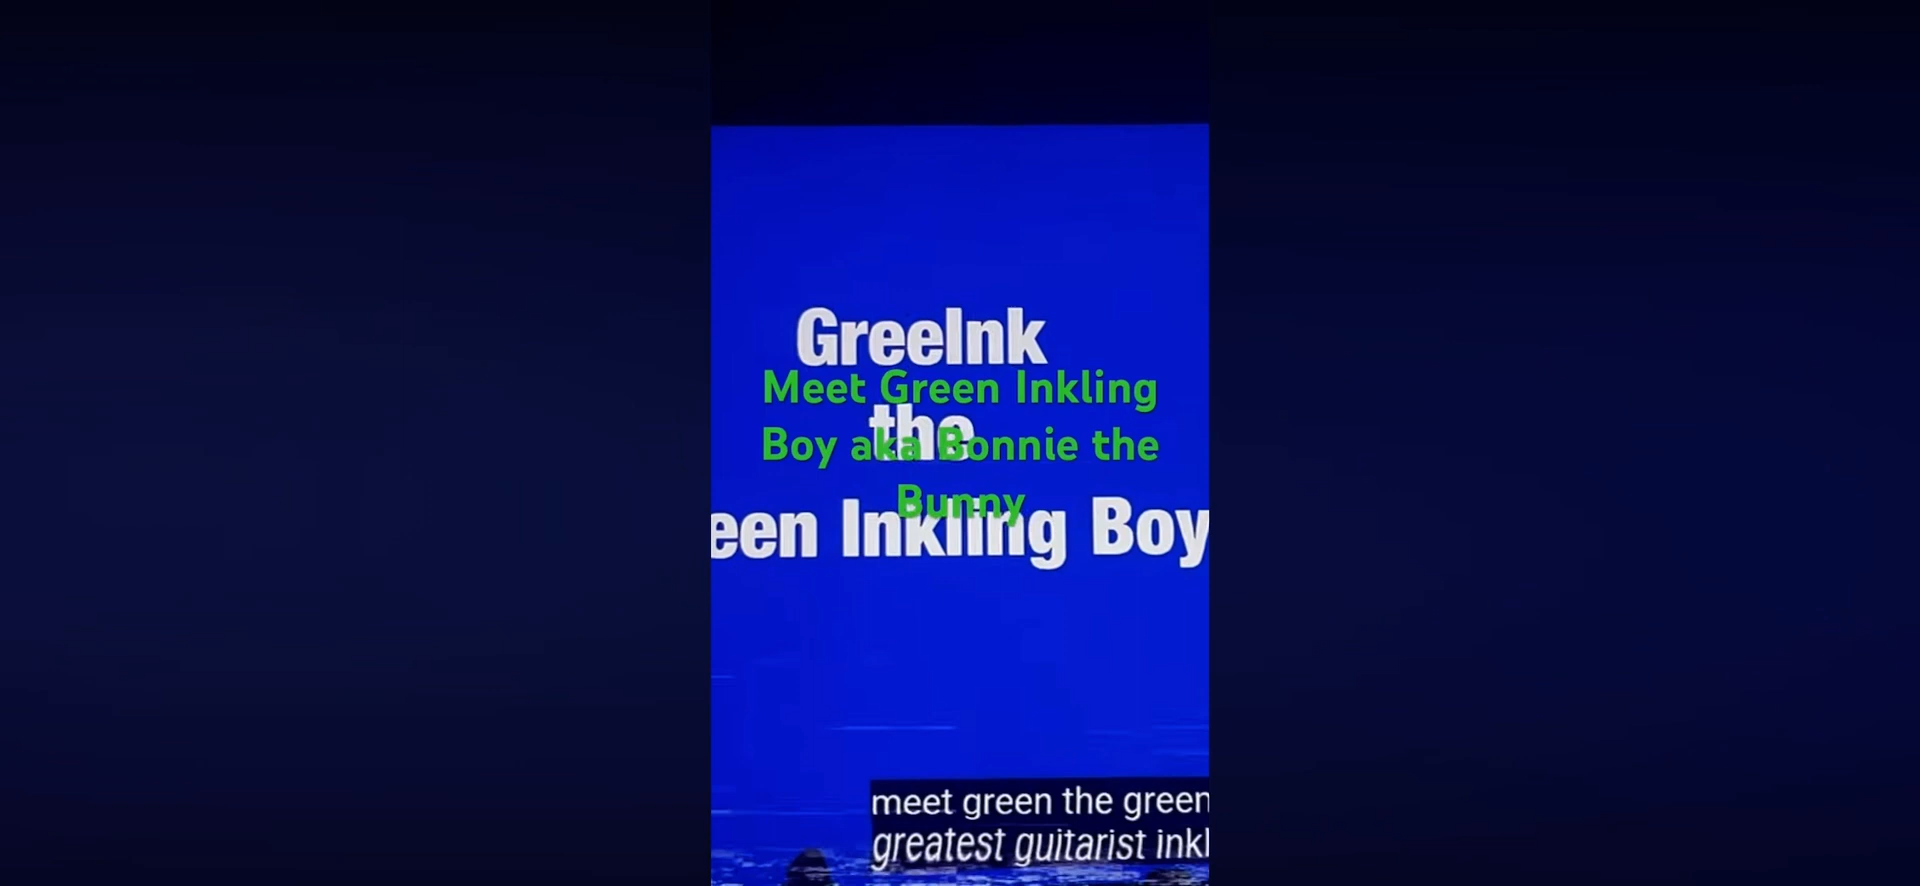 GreeInk
Meet Green Inkling
the
Boy aka Bonnie the
Bunny
een Inkling Boy
meet green the green
greatest guitarist inkl